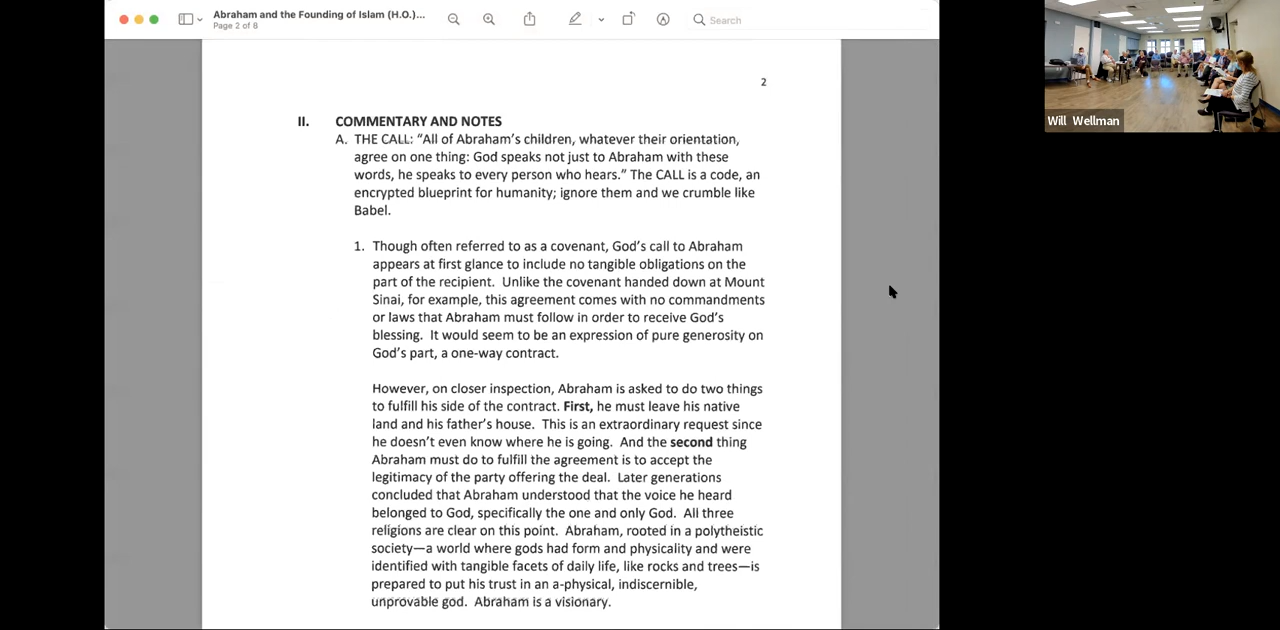 Abraham and the Founding of Islam (H.O.)...
Page 2 of 8
Search
2
II. COMMENTARY AND NOTES
A. THE CALL: “All of Abraham’s children, whatever their orientation,
agree on one thing: God speaks not just to Abraham with these
words, he speaks to every person who hears.” The CALL is a code, an
encrypted blueprint for humanity; ignore them and we crumble like
Babel.
1. Though often referred to as a covenant, God’s call to Abraham
appears at first glance to include no tangible obligations on the
part of the recipient. Unlike the covenant handed down at Mount
Sinai, for example, this agreement comes with no commandments
or laws that Abraham must follow in order to receive God’s
blessing. It would seem to be an expression of pure generosity on
God’s part, a one-way contract.
However, on closer inspection, Abraham is asked to do two things
to fulfill his side of the contract. First, he must leave his native
land and his father’s house. This is an extraordinary request since
he doesn’t even know where he is going. And the second thing
Abraham must do to fulfill the agreement is to accept the
legitimacy of the party offering the deal. Later generations
concluded that Abraham understood that the voice he heard
belonged to God, specifically the one and only God. All three
religions are clear on this point. Abraham, rooted in a polytheistic
society—a world where gods had form and physicality and were
identified with tangible facets of daily life, like rocks and trees—is
prepared to put his trust in an a-physical, indiscernible,
unprovable god. Abraham is a visionary.
Will Wellman